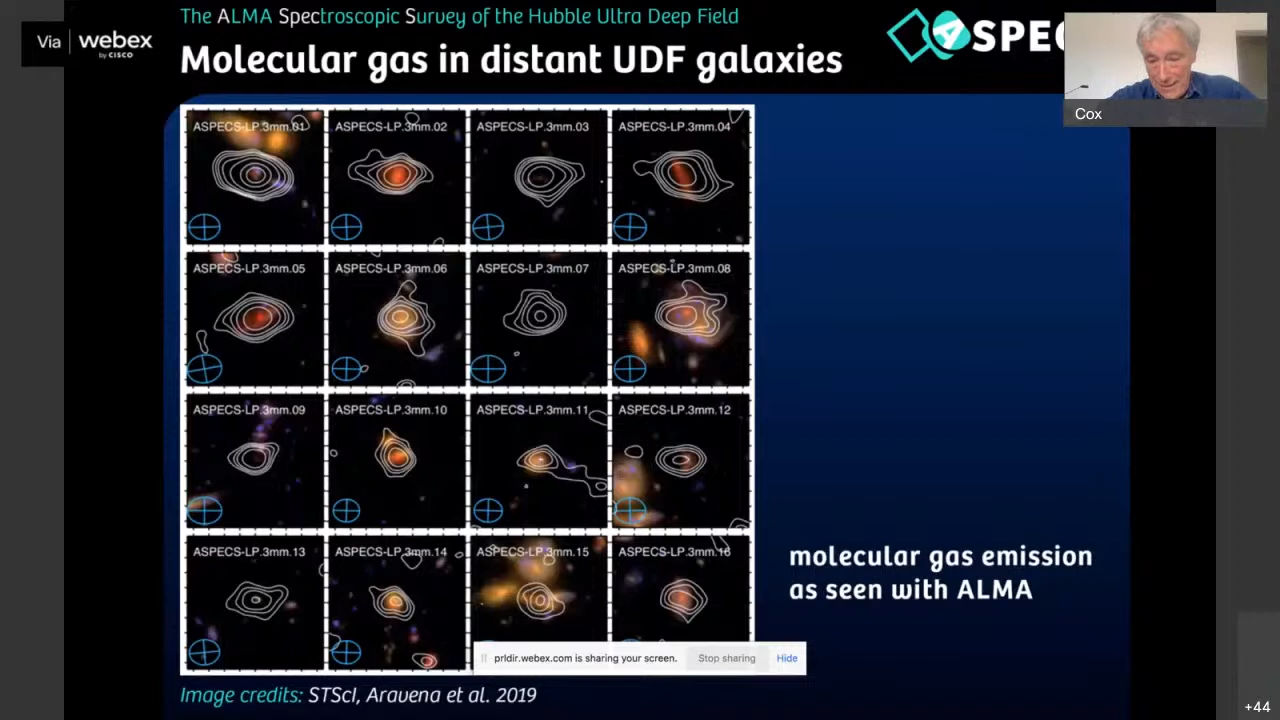 The ALMA Spectroscopic Survey of the Hubble Ultra Deep Field
Via webex
by CISCO
Molecular gas in distant UDF galaxies
ASPEC
Cox
ASPECS-LP.3mm.01
ASPECS-LP.3mm.02
ASPECS-LP.3mm.03
ASPECS-LP.3mm.04
ASPECS-LP.3mm.05
ASPECS-LP.3mm.06
ASPECS-LP.3mm.07
ASPECS-LP.3mm.08
ASPECS-LP.3mm.09
ASPECS-LP.3mm.10
ASPECS-LP.3mm.11
ASPECS-LP.3mm.12
ASPECS-LP.3mm.13
ASPECS-LP.3mm.14
ASPECS-LP.3mm.15
ASPECS-LP.3mm.16
molecular gas emission
as seen with ALMA
prldir.webex.com is sharing your screen. Stop sharing Hide
Image credits: STScI, Aravena et al. 2019
+44